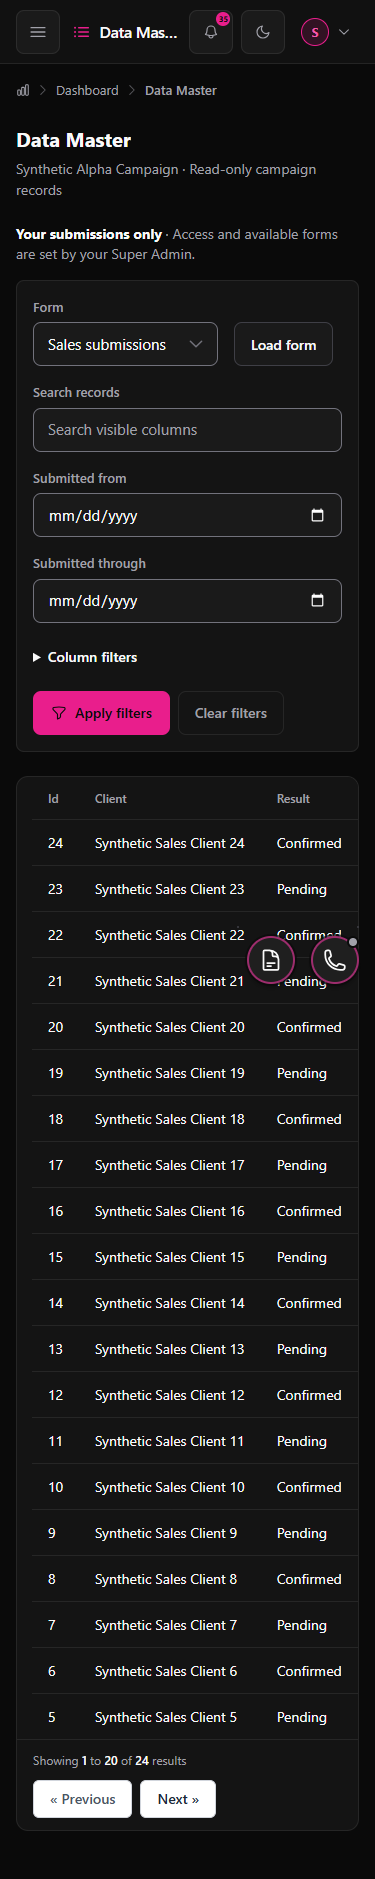 Data Mas...
35
S
Dashboard
Data Master
Data Master
Synthetic Alpha Campaign · Read-only campaign
records
Your submissions only · Access and available forms
are set by your Super Admin.
Form
Sales submissions
Load form
Search records
Search visible columns
Submitted from
mm/dd/yyyy
Submitted through
mm/dd/yyyy
Column filters
Apply filters
Clear filters
Id Client Result
24 Synthetic Sales Client 24 Confirmed
23 Synthetic Sales Client 23 Pending
22 Synthetic Sales Client 22 Confirmed
21 Synthetic Sales Client 21 Pending
20 Synthetic Sales Client 20 Confirmed
19 Synthetic Sales Client 19 Pending
18 Synthetic Sales Client 18 Confirmed
17 Synthetic Sales Client 17 Pending
16 Synthetic Sales Client 16 Confirmed
15 Synthetic Sales Client 15 Pending
14 Synthetic Sales Client 14 Confirmed
13 Synthetic Sales Client 13 Pending
12 Synthetic Sales Client 12 Confirmed
11 Synthetic Sales Client 11 Pending
10 Synthetic Sales Client 10 Confirmed
9 Synthetic Sales Client 9 Pending
8 Synthetic Sales Client 8 Confirmed
7 Synthetic Sales Client 7 Pending
6 Synthetic Sales Client 6 Confirmed
5 Synthetic Sales Client 5 Pending
Showing 1 to 20 of 24 results
« Previous
Next »